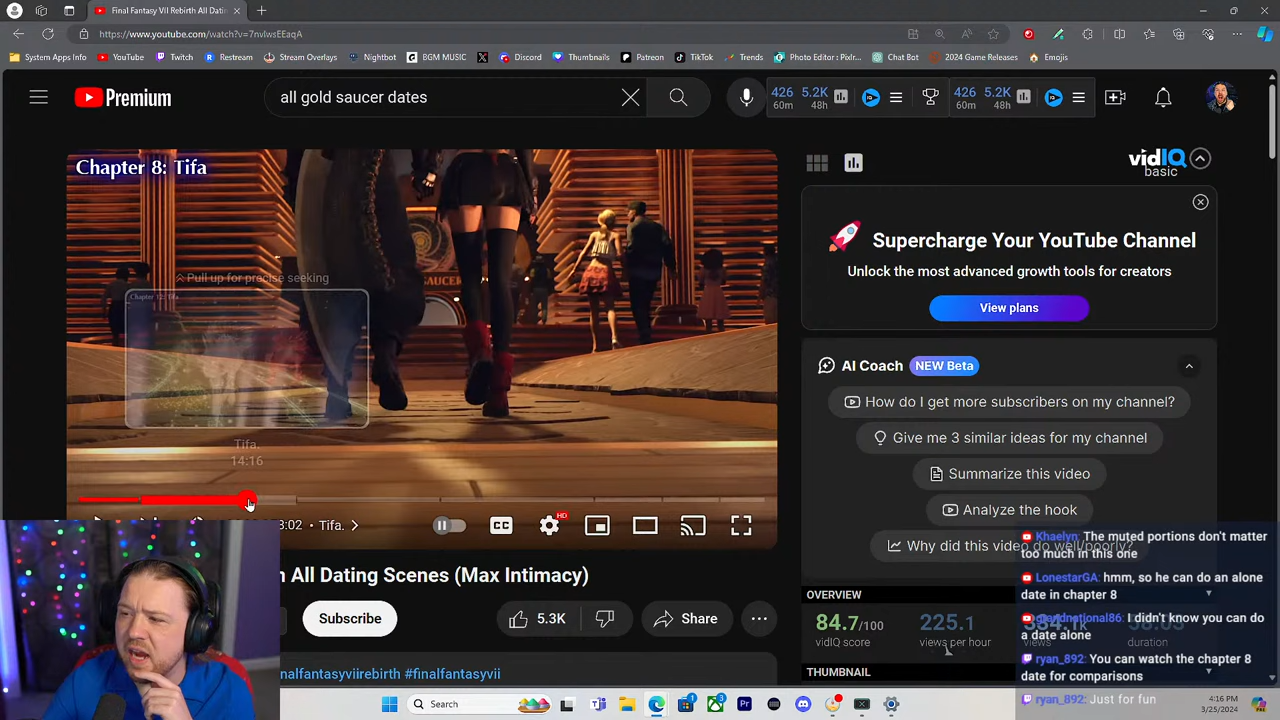 Final Fantasy VII Rebirth All Dati
https://www.youtube.com/watch?v=7nvlwsEEaqA
System Apps Info
YouTube
Twitch
Restream
Stream Overlays
Nightbot
BGM MUSIC
Discord
Thumbnails
Patreon
TikTok
Trends
Photo Editor : Pixlr...
Chat Bot
2024 Game Releases
Emojis
Premium
all gold saucer dates
426 5.2K
60m 48h
426 5.2K
60m 48h
Chapter 8: Tifa
SAUCER
Pull up for precise seeking
Chapter 12: Tifa
Tifa.
14:16
3:02 • Tifa.
CC
HD
n All Dating Scenes (Max Intimacy)
Subscribe
5.3K
Share
nalfantasyviirebirth #finalfantasyvii
vidIQ
basic
Supercharge Your YouTube Channel
Unlock the most advanced growth tools for creators
View plans
AI Coach NEW Beta
How do I get more subscribers on my channel?
Give me 3 similar ideas for my channel
Summarize this video
Analyze the hook
Why did this video do well/poorly?
OVERVIEW
84.7/100
vidIQ score
225.1
views per hour
duration
THUMBNAIL
Khaelyn: The muted portions don't matter
too much in this one
LonestarGA: hmm, so he can do an alone
date in chapter 8
I didn't know you can do
a date alone
ryan_892: You can watch the chapter 8
date for comparisons
ryan_892: Just for fun
Search
4:16 PM
3/25/2024